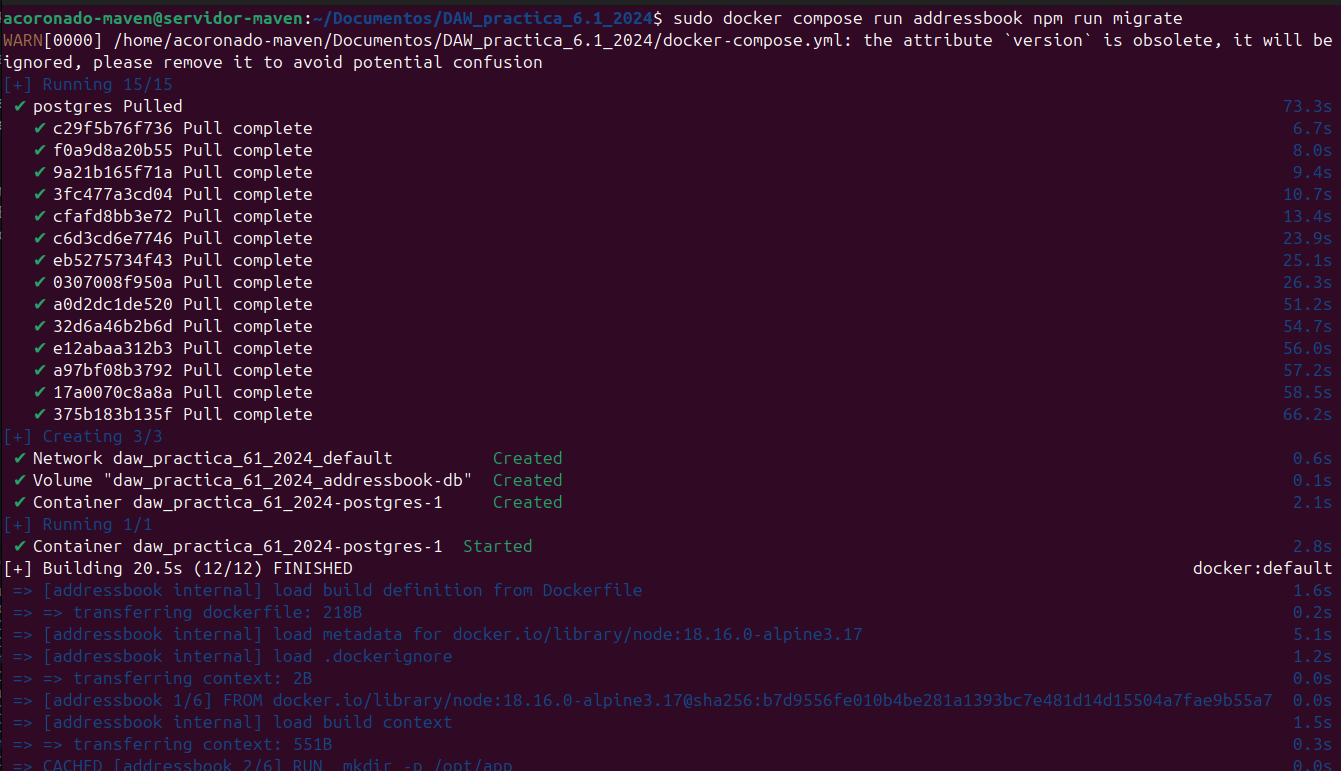 acoronado-maven@servidor-maven:~/Documentos/DAW_practica_6.1_2024$ sudo docker compose run addressbook npm run migrate
WARN[0000] /home/acoronado-maven/Documentos/DAW_practica_6.1_2024/docker-compose.yml: the attribute `version` is obsolete, it will be
ignored, please remove it to avoid potential confusion
[+] Running 15/15
✔ postgres Pulled 73.3s
✔ c29f5b76f736 Pull complete 6.7s
✔ f0a9d8a20b55 Pull complete 8.0s
✔ 9a21b165f71a Pull complete 9.4s
✔ 3fc477a3cd04 Pull complete 10.7s
✔ cfafd8bb3e72 Pull complete 13.4s
✔ c6d3cd6e7746 Pull complete 23.9s
✔ eb5275734f43 Pull complete 25.1s
✔ 0307008f950a Pull complete 26.3s
✔ a0d2dc1de520 Pull complete 51.2s
✔ 32d6a46b2b6d Pull complete 54.7s
✔ e12abaa312b3 Pull complete 56.0s
✔ a97bf08b3792 Pull complete 57.2s
✔ 17a0070c8a8a Pull complete 58.5s
✔ 375b183b135f Pull complete 66.2s
[+] Creating 3/3
✔ Network daw_practica_61_2024_default Created 0.6s
✔ Volume "daw_practica_61_2024_addressbook-db" Created 0.1s
✔ Container daw_practica_61_2024-postgres-1 Created 2.1s
[+] Running 1/1
✔ Container daw_practica_61_2024-postgres-1 Started 2.8s
[+] Building 20.5s (12/12) FINISHED docker:default
=> [addressbook internal] load build definition from Dockerfile 1.6s
=> => transferring dockerfile: 218B 0.2s
=> [addressbook internal] load metadata for docker.io/library/node:18.16.0-alpine3.17 5.1s
=> [addressbook internal] load .dockerignore 1.2s
=> => transferring context: 2B 0.0s
=> [addressbook 1/6] FROM docker.io/library/node:18.16.0-alpine3.17@sha256:b7d9556fe010b4be281a1393bc7e481d14d15504a7fae9b55a7 0.0s
=> [addressbook internal] load build context 1.5s
=> => transferring context: 551B 0.3s
=> CACHED [addressbook 2/6] RUN mkdir -p /opt/app 0.0s